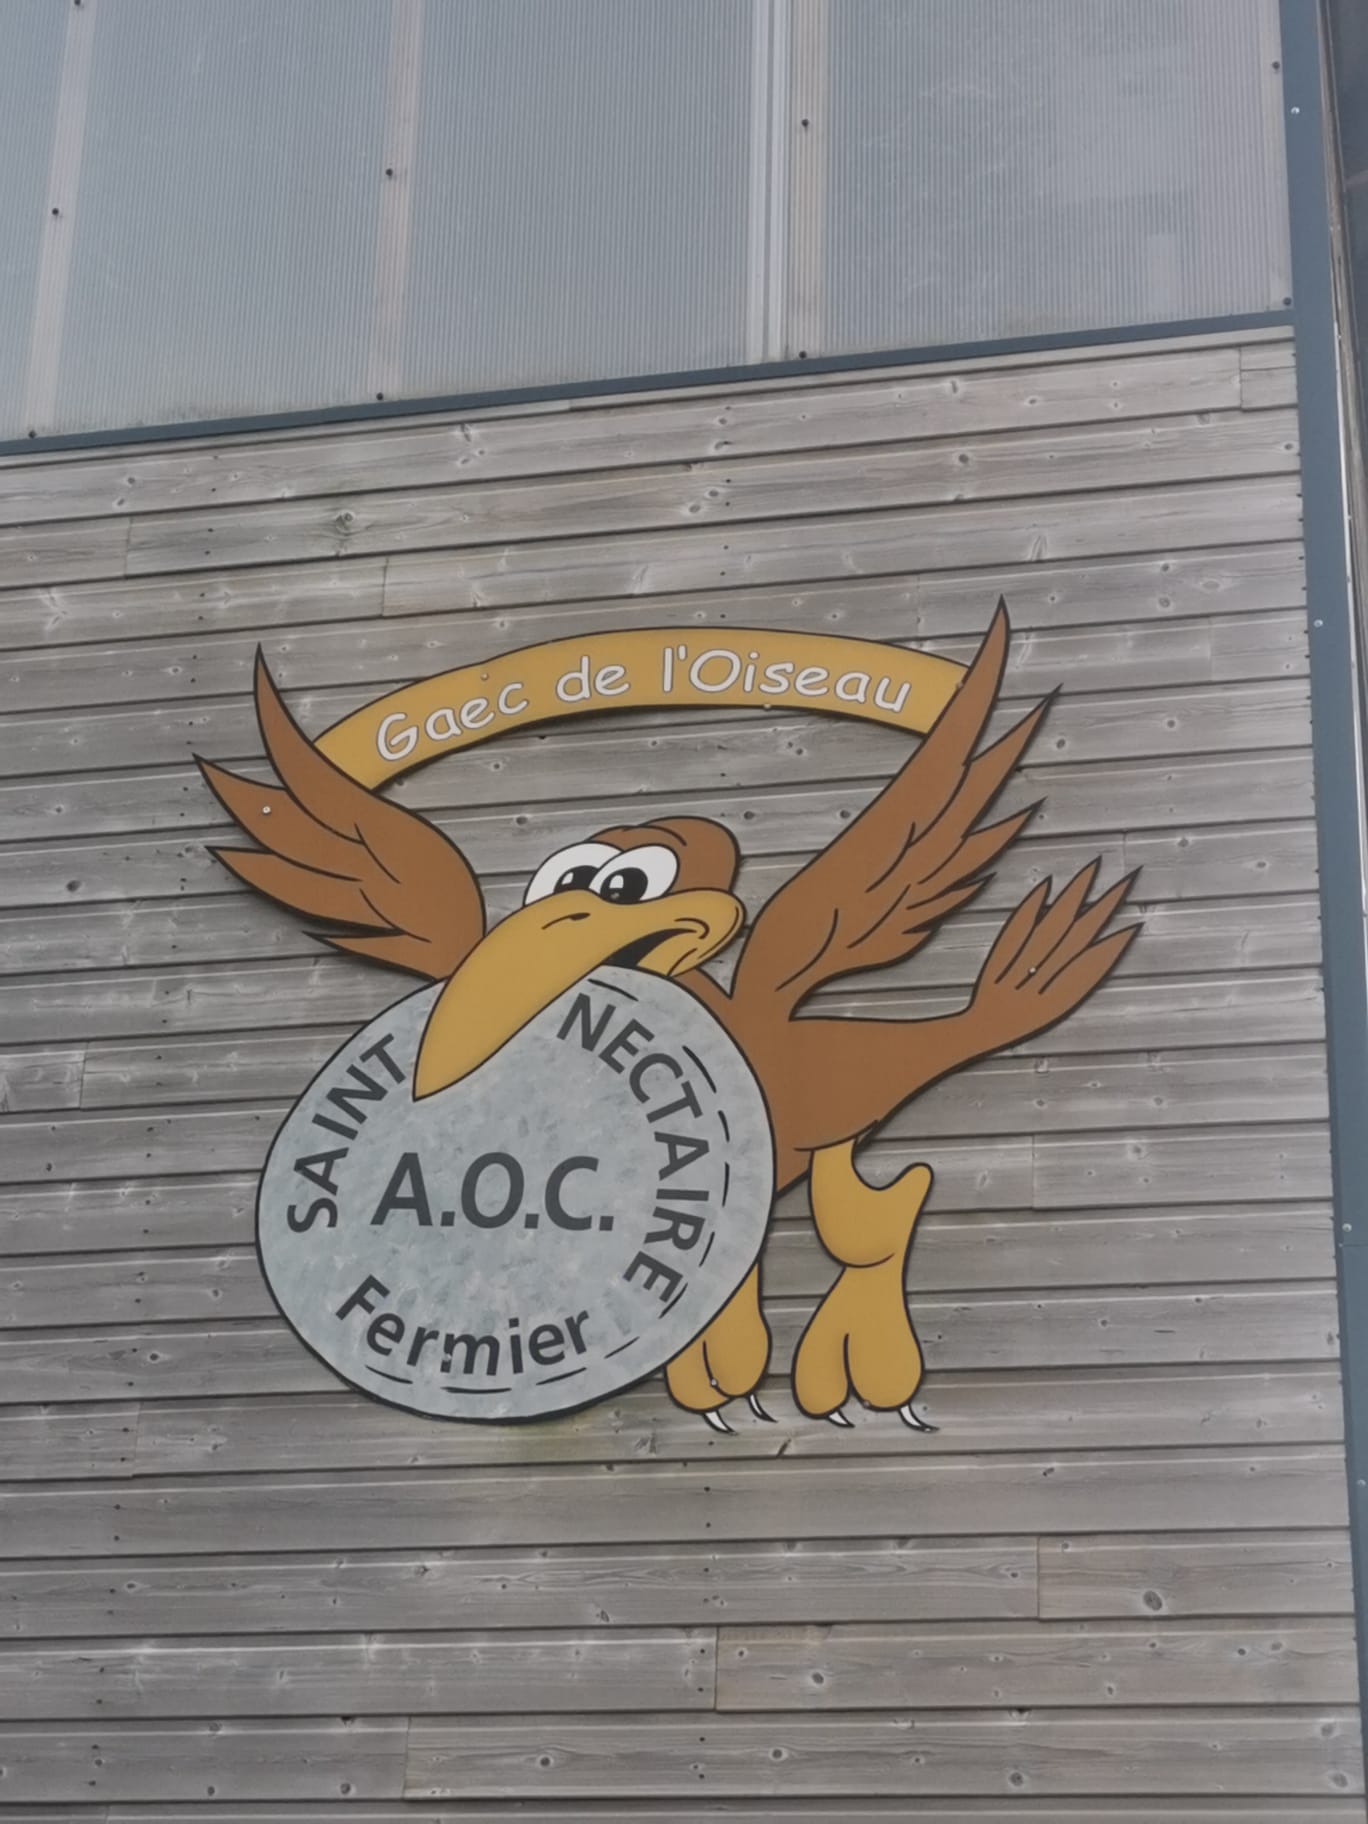 Gaec de l'Oiseau
SAINT NECTAIRE
A.O.C.
Fermier